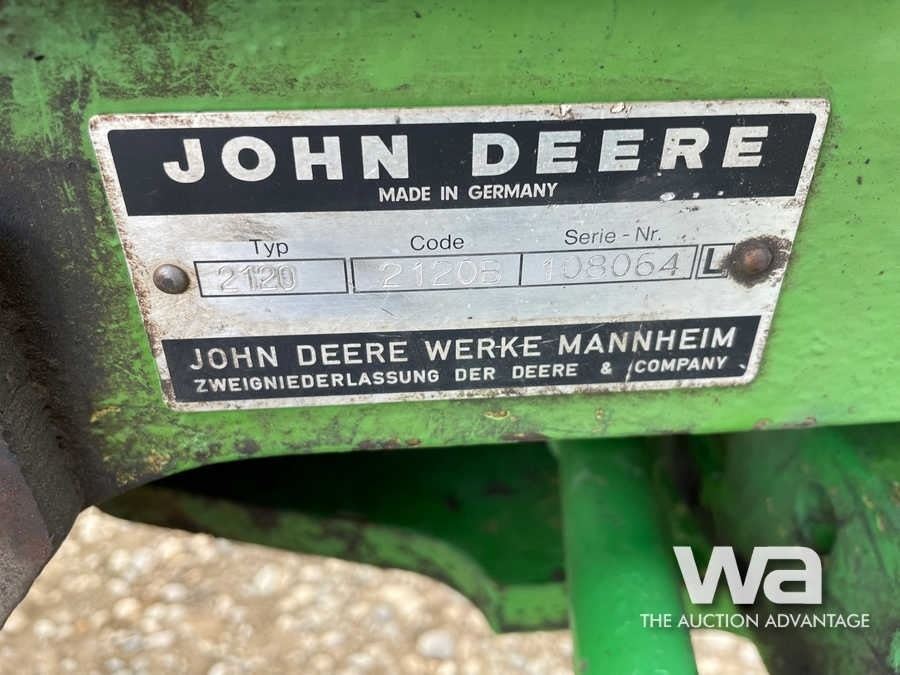 JOHN DEERE
MADE IN GERMANY
Typ Code Serie-Nr.
2120 2120B 108064 L
JOHN DEERE WERKE MANNHEIM
ZWEIGNIEDERLASSUNG DER DEERE & COMPANY
wa
THE AUCTION ADVANTAGE